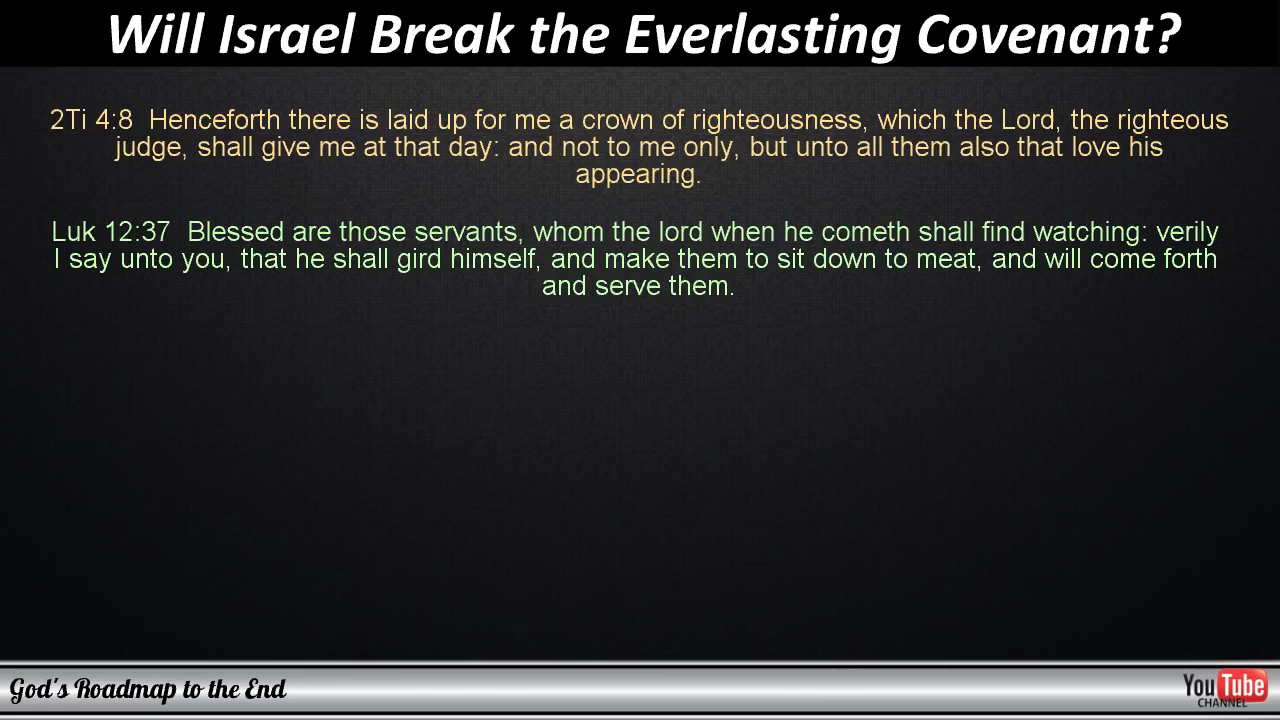 Will Israel Break the Everlasting Covenant?
2Ti 4:8  Henceforth there is laid up for me a crown of righteousness, which the Lord, the righteous
judge, shall give me at that day: and not to me only, but unto all them also that love his
appearing.
Luk 12:37  Blessed are those servants, whom the lord when he cometh shall find watching: verily
I say unto you, that he shall gird himself, and make them to sit down to meat, and will come forth
and serve them.
God's Roadmap to the End
YouTube
CHANNEL